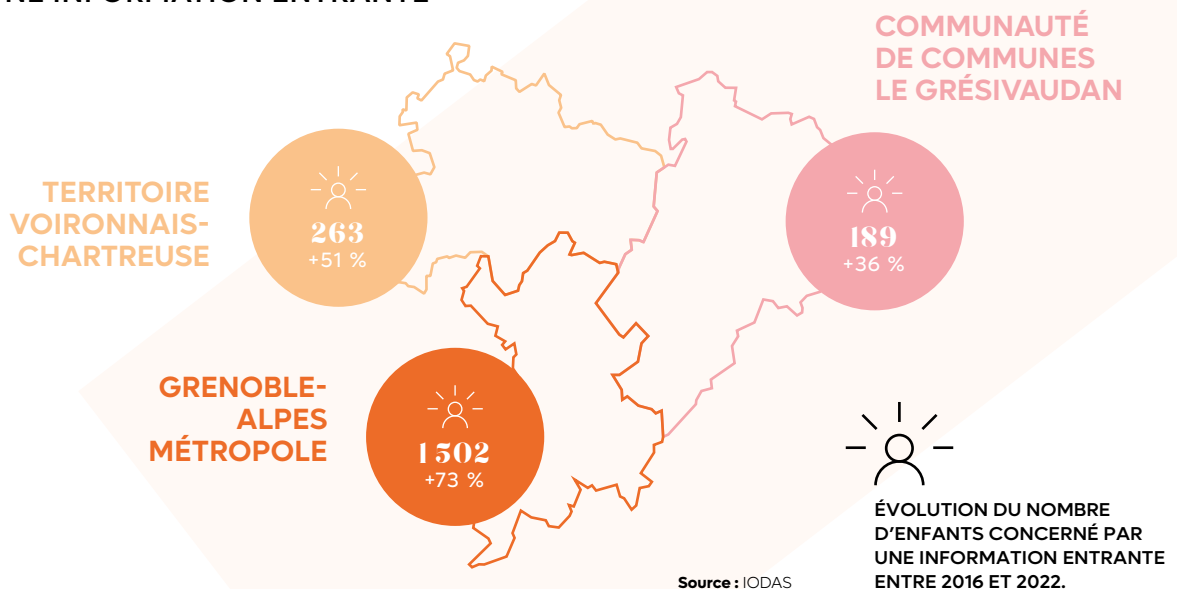 COMMUNAUTÉ
DE COMMUNES
LE GRÉSIVAUDAN
189
+36 %
TERRITOIRE
VOIRONNAIS-
CHARTREUSE
263
+51 %
GRENOBLE-
ALPES
MÉTROPOLE
1 502
+73 %
ÉVOLUTION DU NOMBRE
D'ENFANTS CONCERNÉ PAR
UNE INFORMATION ENTRANTE
ENTRE 2016 ET 2022.
Source : IODAS